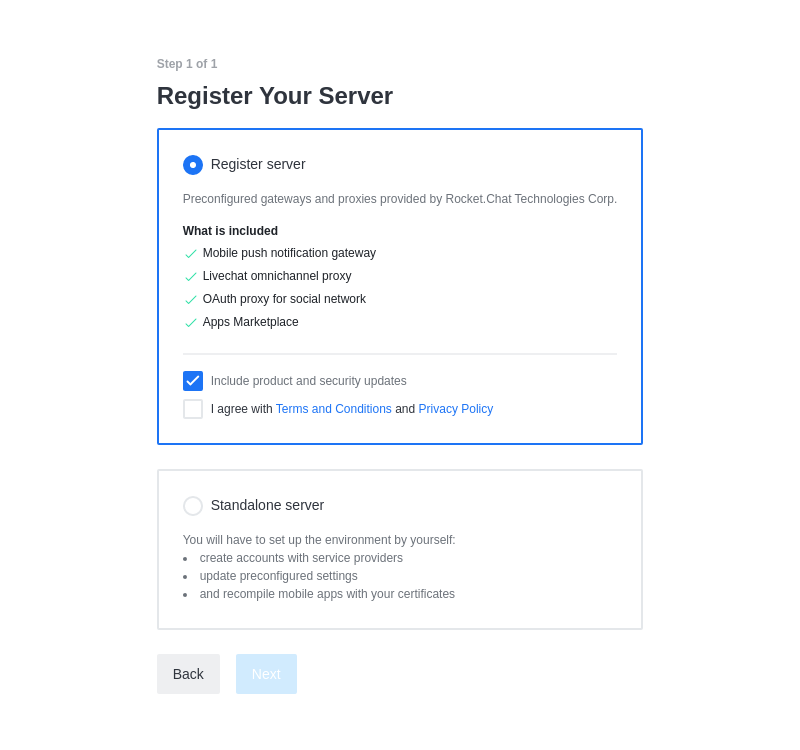 Step 1 of 1
Register Your Server
Register server
Preconfigured gateways and proxies provided by Rocket.Chat Technologies Corp.
What is included
Mobile push notification gateway
Livechat omnichannel proxy
OAuth proxy for social network
Apps Marketplace
Include product and security updates
I agree with Terms and Conditions and Privacy Policy
Standalone server
You will have to set up the environment by yourself:
create accounts with service providers
update preconfigured settings
and recompile mobile apps with your certificates
Back Next